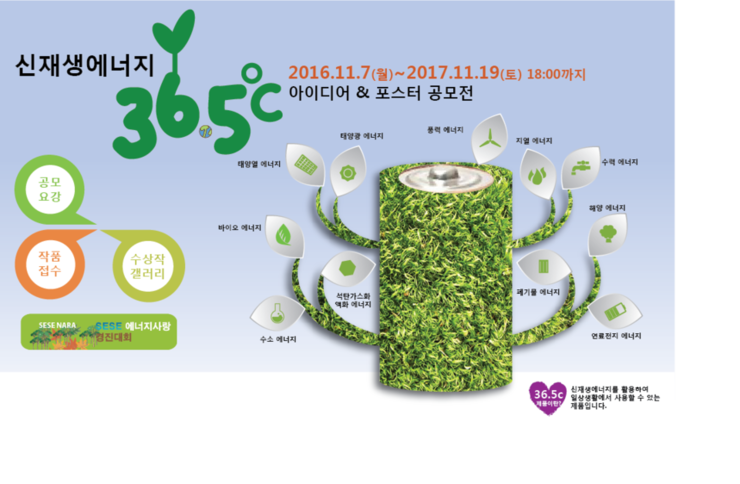 신재생에너지
36.5℃
2016.11.7(월)~2017.11.19(토) 18:00까지
아이디어 & 포스터 공모전
풍력 에너지
태양광 에너지
지열 에너지
태양열 에너지
수력 에너지
공모
요강
해양 에너지
바이오 에너지
작품
접수
수상작
갤러리
석탄가스화
액화 에너지
폐기물 에너지
SESE NARA
SESE 에너지사랑
경진대회
수소 에너지
연료전지 에너지
36.5c
제품이란?
신재생에너지를 활용하여
일상생활에서 사용할 수 있는
제품입니다.